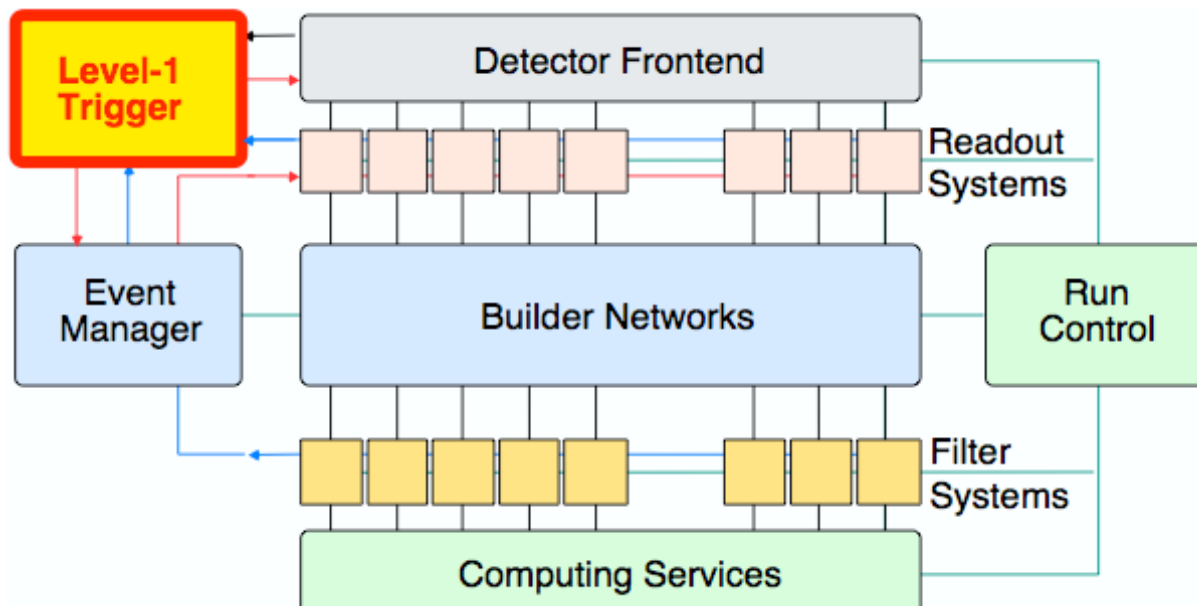 Level-1
Trigger
Detector Frontend
Readout
Systems
Event
Manager
Builder Networks
Run
Control
Filter
Systems
Computing Services